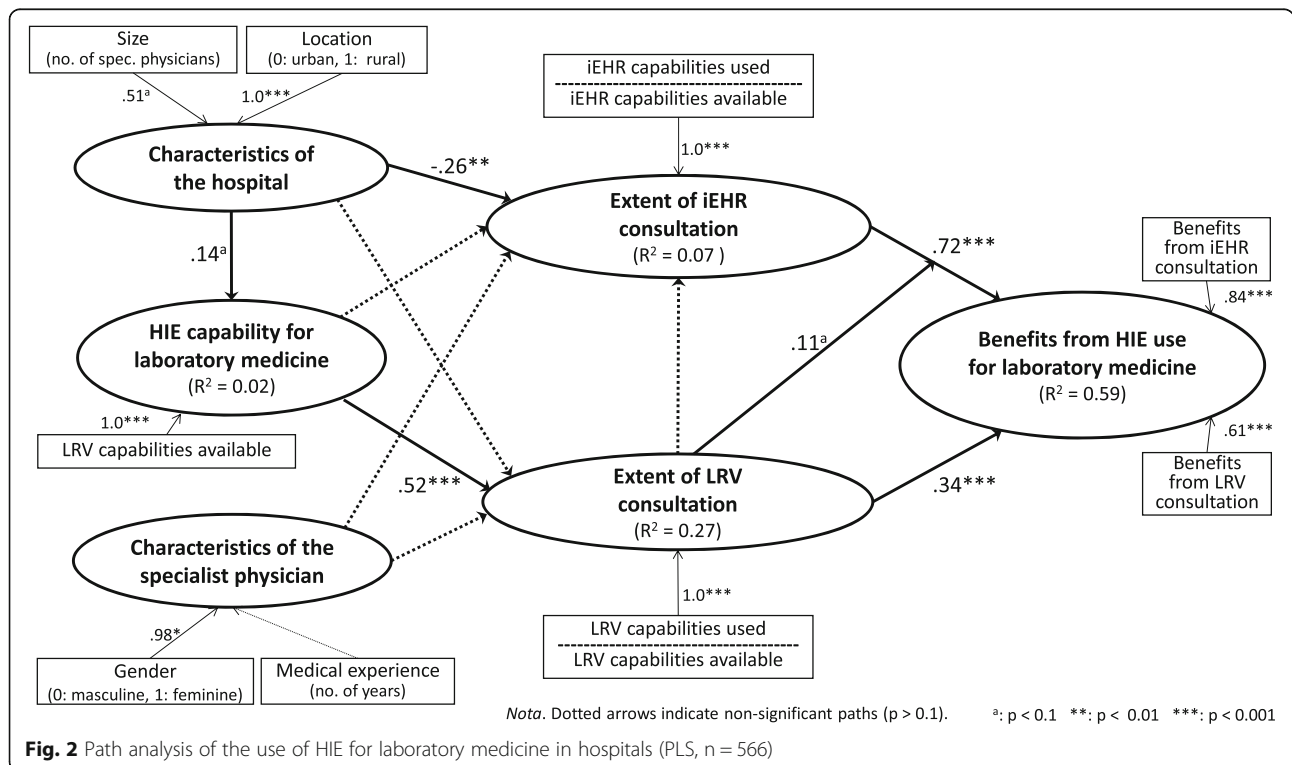 Size
(no. of spec. physicians)
Location
(0: urban, 1: rural)
.51ᵃ
1.0***
iEHR capabilities used
iEHR capabilities available
1.0***
Characteristics of
the hospital
-.26**
Extent of iEHR
consultation
(R² = 0.07 )
.72***
Benefits
from iEHR
consultation
.84***
.14ᵃ
HIE capability for
laboratory medicine
(R² = 0.02)
1.0***
LRV capabilities available
.11ᵃ
Benefits from HIE use
for laboratory medicine
(R² = 0.59)
.61***
Benefits
from LRV
consultation
.52***
Extent of LRV
consultation
(R² = 0.27)
.34***
Characteristics of the
specialist physician
.98*
Gender
(0: masculine, 1: feminine)
Medical experience
(no. of years)
1.0***
LRV capabilities used
LRV capabilities available
Nota. Dotted arrows indicate non-significant paths (p > 0.1). ᵃ: p < 0.1 **: p < 0.01 ***: p < 0.001
Fig. 2 Path analysis of the use of HIE for laboratory medicine in hospitals (PLS, n = 566)